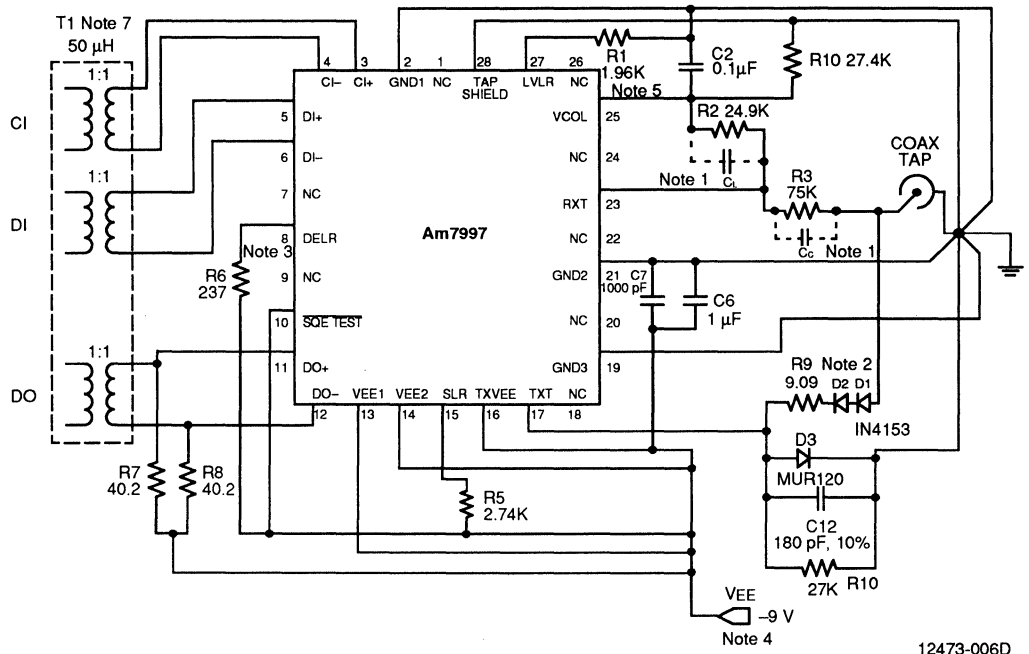 T1 Note 7
50 μH
1:1
CI
1:1
DI
1:1
DO
4 3 2 1 28 27 26
CI– CI+ GND1 NC TAP SHIELD LVLR NC
5 DI+
6 DI–
7 NC
8 DELR
Note 3
9 NC
10 SQE TEST
11 DO+
Am7997
VCOL 25
NC 24
RXT 23
NC 22
GND2 21
NC 20
GND3 19
DO– VEE1 VEE2 SLR TXVEE TXT NC
12 13 14 15 16 17 18
R1
1.96K
C2
0.1μF
R10 27.4K
Note 5
R2 24.9K
Note 1
CL
COAX
TAP
R3
75K
CC
Note 1
C7
1000 pF
C6
1 μF
R6
237
R9
9.09
Note 2
D2 D1
IN4153
D3
MUR120
C12
180 pF, 10%
27K
R10
R7
40.2
R8
40.2
R5
2.74K
VEE
–9 V
Note 4
12473-006D